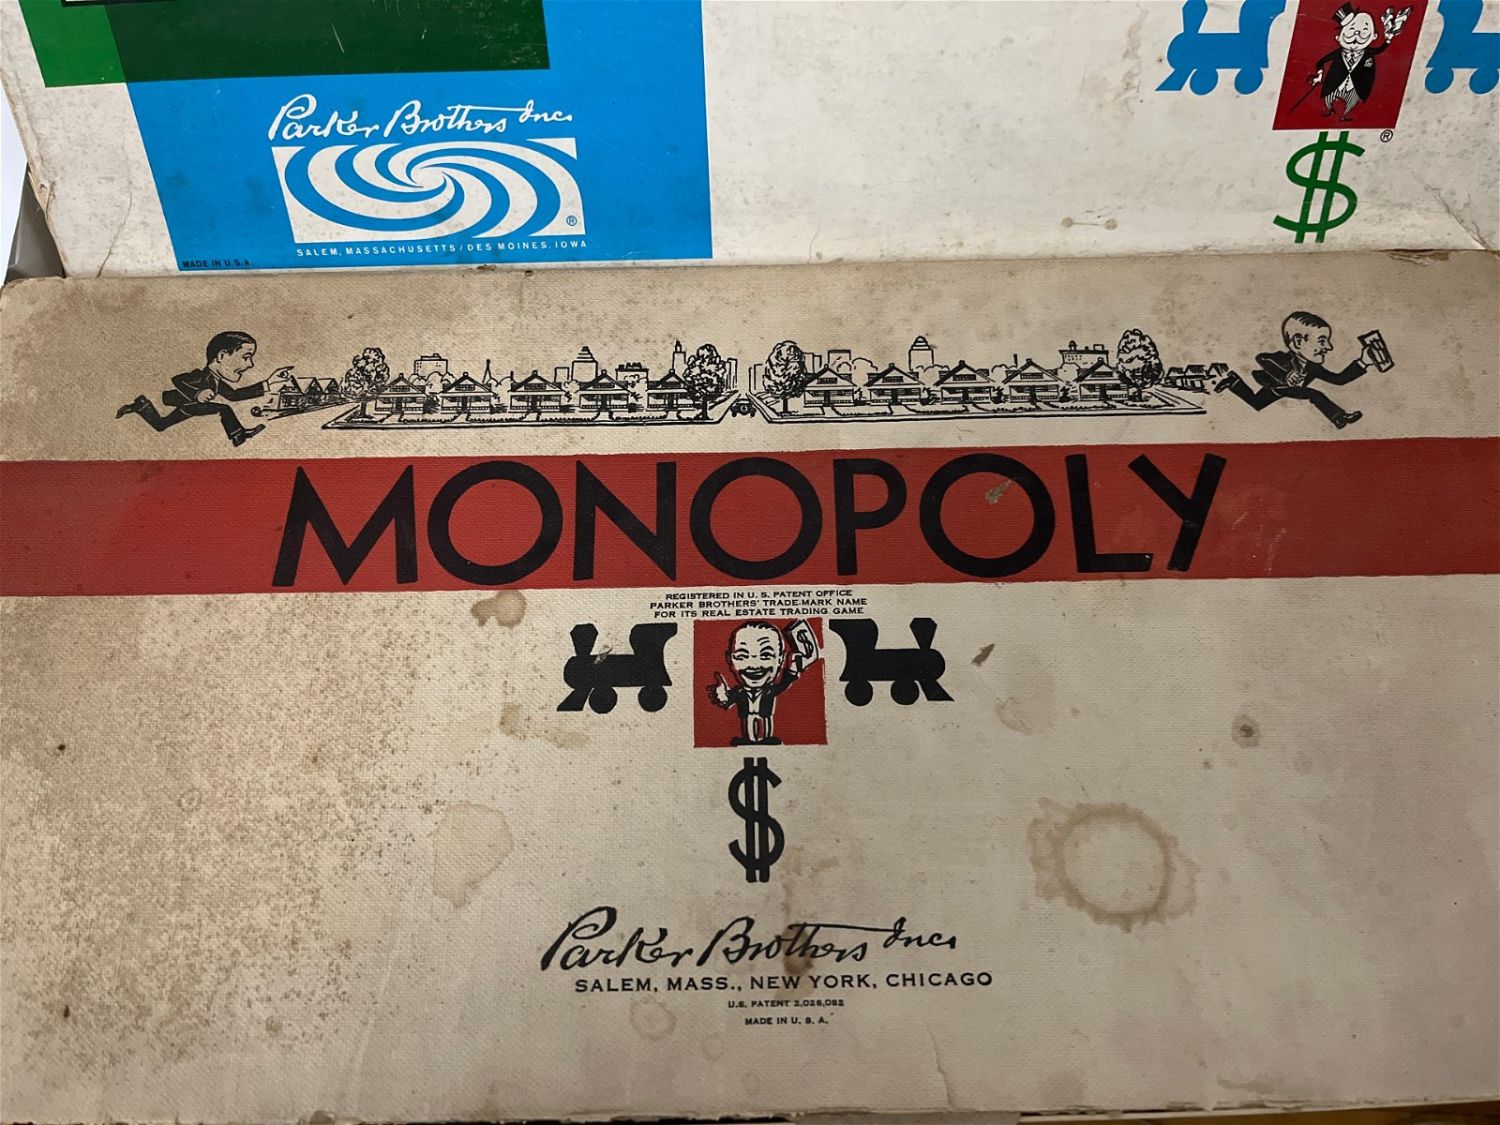 Parker Brothers Inc.
®
SALEM, MASSACHUSETTS / DES MOINES, IOWA
MADE IN U.S.A.
®
$
MONOPOLY
REGISTERED IN U. S. PATENT OFFICE
PARKER BROTHERS' TRADE-MARK NAME
FOR ITS REAL ESTATE TRADING GAME
$
$
Parker Brothers Inc.
SALEM, MASS., NEW YORK, CHICAGO
U.S. PATENT 2,026,082
MADE IN U. S. A.